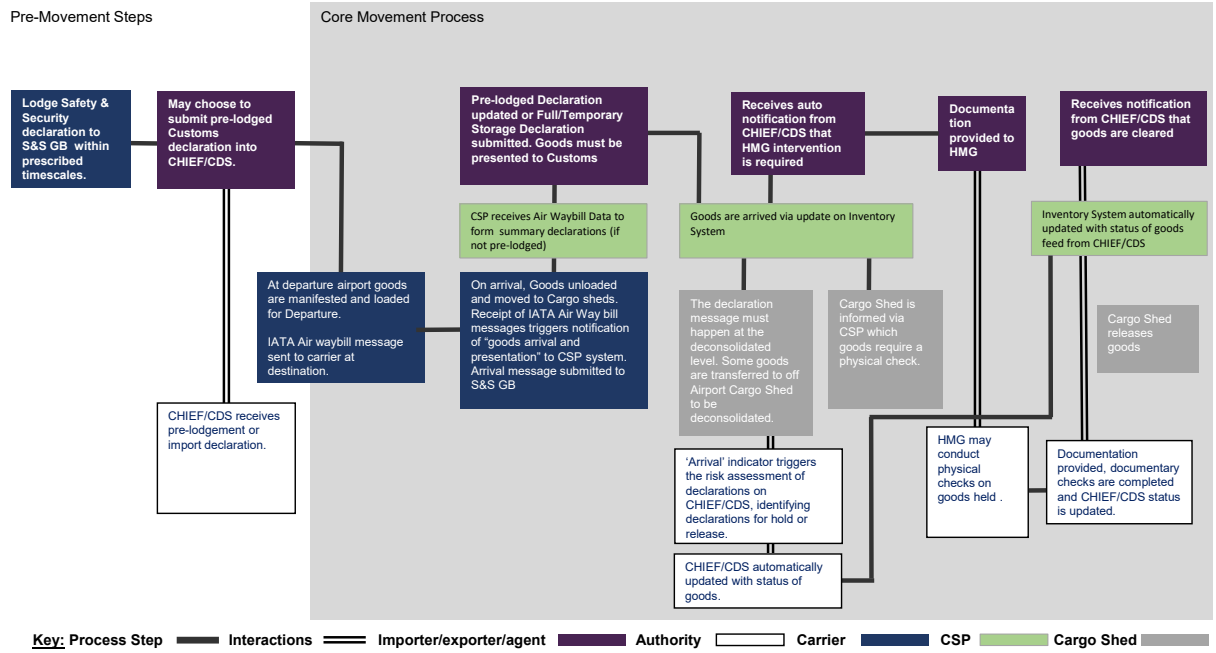 Pre-Movement Steps
Core Movement Process
Lodge Safety &
Security
declaration to
S&S GB within
prescribed
timescales.
May choose to
submit pre-lodged
Customs
declaration into
CHIEF/CDS.
Pre-lodged Declaration
updated or Full/Temporary
Storage Declaration
submitted. Goods must be
presented to Customs
Receives auto
notification from
CHIEF/CDS that
HMG intervention
is required
Documenta
tion
provided to
HMG
Receives notification
from CHIEF/CDS that
goods are cleared
CSP receives Air Waybill Data to
form summary declarations (if
not pre-lodged)
Goods are arrived via update on Inventory
System
Inventory System automatically
updated with status of goods
feed from CHIEF/CDS
At departure airport goods
are manifested and loaded
for Departure.
IATA Air waybill message
sent to carrier at
destination.
On arrival, Goods unloaded
and moved to Cargo sheds.
Receipt of IATA Air Way bill
messages triggers notification
of “goods arrival and
presentation” to CSP system.
Arrival message submitted to
S&S GB
The declaration
message must
happen at the
deconsolidated
level. Some goods
are transferred to off
Airport Cargo Shed
to be
deconsolidated.
Cargo Shed is
informed via
CSP which
goods require a
physical check.
Cargo Shed
releases
goods
CHIEF/CDS receives
pre-lodgement or
import declaration.
‘Arrival’ indicator triggers
the risk assessment of
declarations on
CHIEF/CDS, identifying
declarations for hold or
release.
HMG may
conduct
physical
checks on
goods held .
Documentation
provided, documentary
checks are completed
and CHIEF/CDS status
is updated.
CHIEF/CDS automatically
updated with status of
goods.
Key: Process Step Interactions Importer/exporter/agent Authority Carrier CSP Cargo Shed